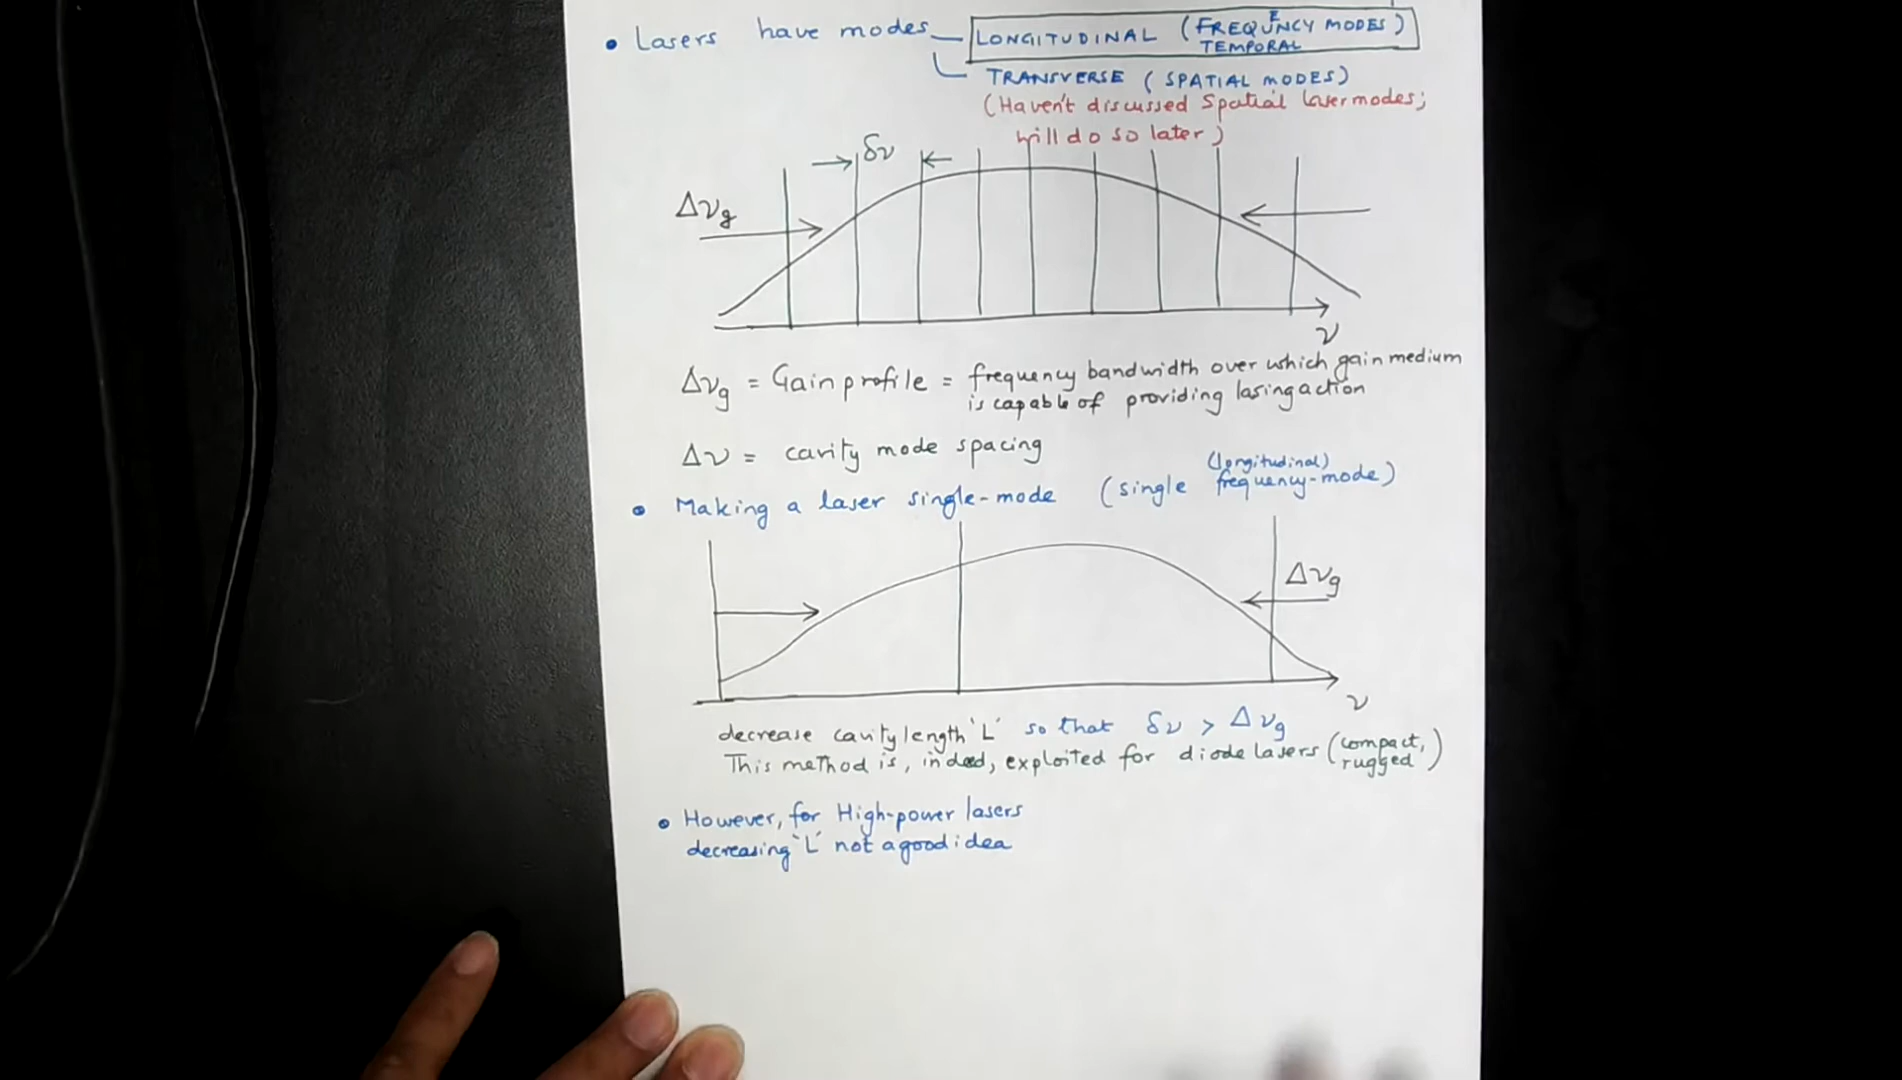 • Lasers have modes LONGITUDINAL (FREQUENCY MODES)
TEMPORAL
TRANSVERSE (SPATIAL MODES)
(Haven't discussed Spatial laser modes;
will do so later)
δν
Δνg
ν
Δνg = Gain profile = frequency bandwidth over which gain medium
is capable of providing lasing action
Δν = cavity mode spacing
(longitudinal)
• Making a laser single-mode (single frequency-mode)
Δνg
ν
decrease cavity length 'L' so that δν > Δνg
This method is, indeed, exploited for diode lasers (compact,
rugged)
• However, for High-power lasers
decreasing 'L' not a good idea